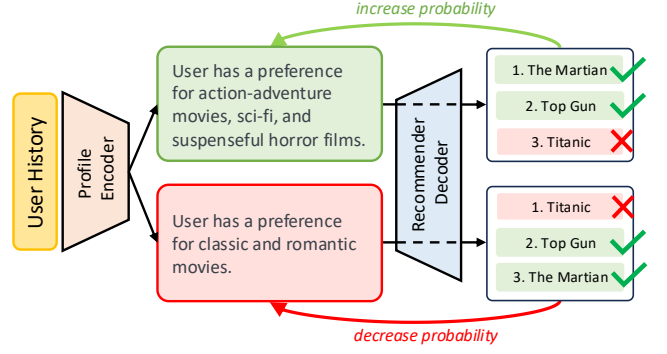 increase probability
User History
Profile
Encoder
User has a preference
for action-adventure
movies, sci-fi, and
suspenseful horror films.
User has a preference
for classic and romantic
movies.
Recommender
Decoder
1. The Martian
2. Top Gun
3. Titanic
1. Titanic
2. Top Gun
3. The Martian
decrease probability